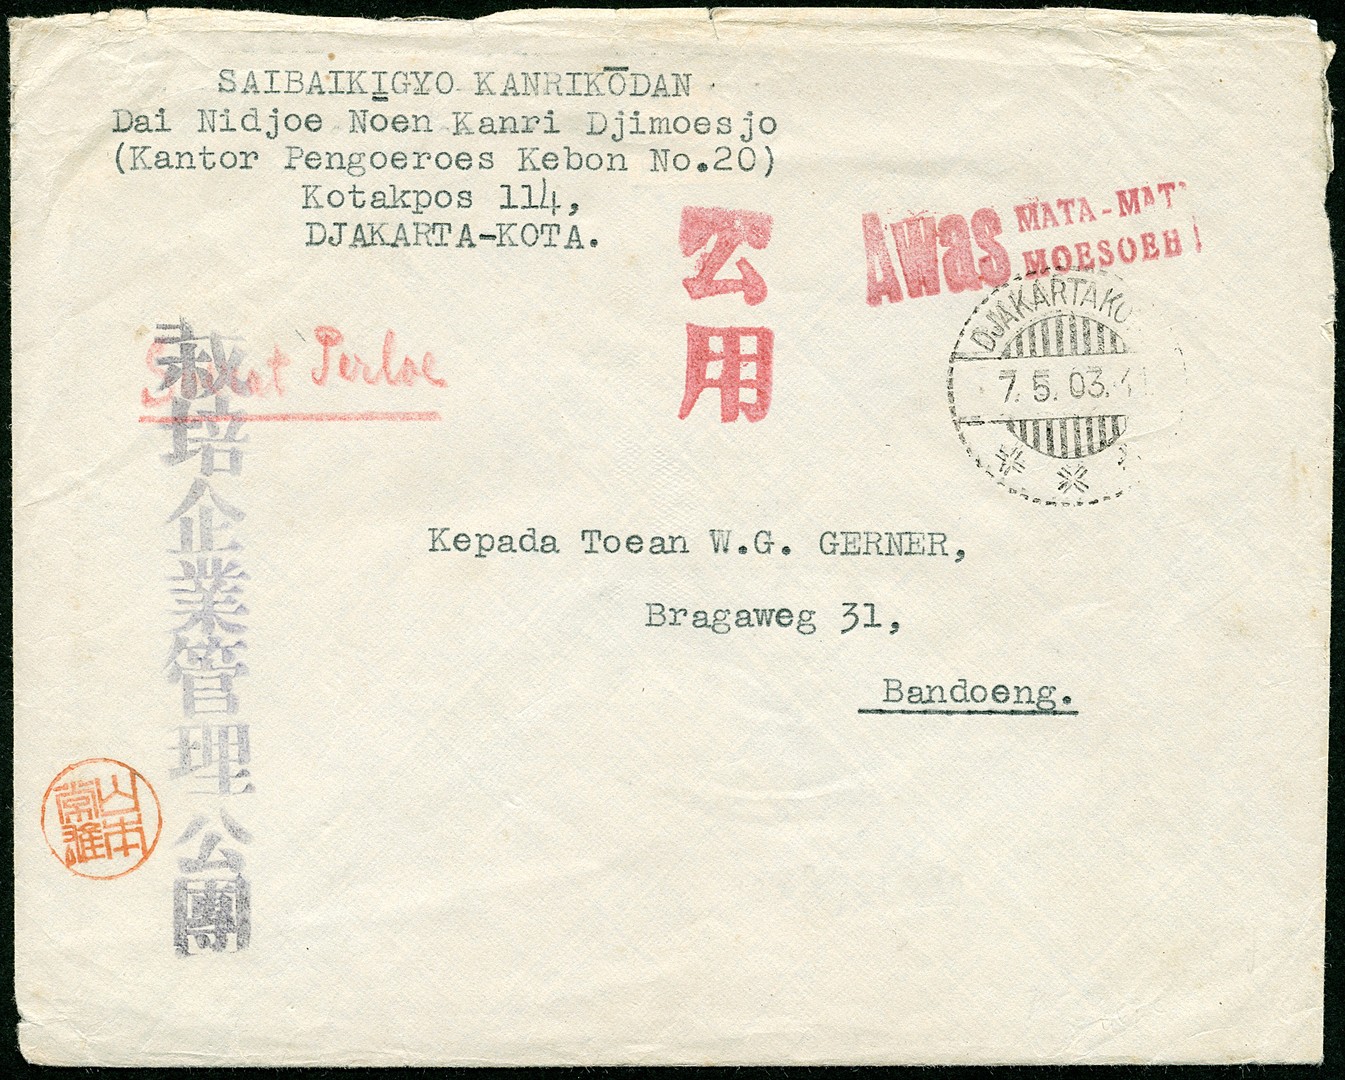 SAIBAIKIGYO KANRIKŌDAN
Dai Nidjoe Noen Kanri Djimoesjo
(Kantor Pengoeroes Kebon No.20)
Kotakpos 114,
DJAKARTA-KOTA.
公用
Awas MATA-MAT
MOESOEH !
DJAKARTAKO
7.5.03.
Perloe
栽培企業管理公團
Kepada Toean W.G. GERNER,
Bragaweg 31,
Bandoeng.
山本